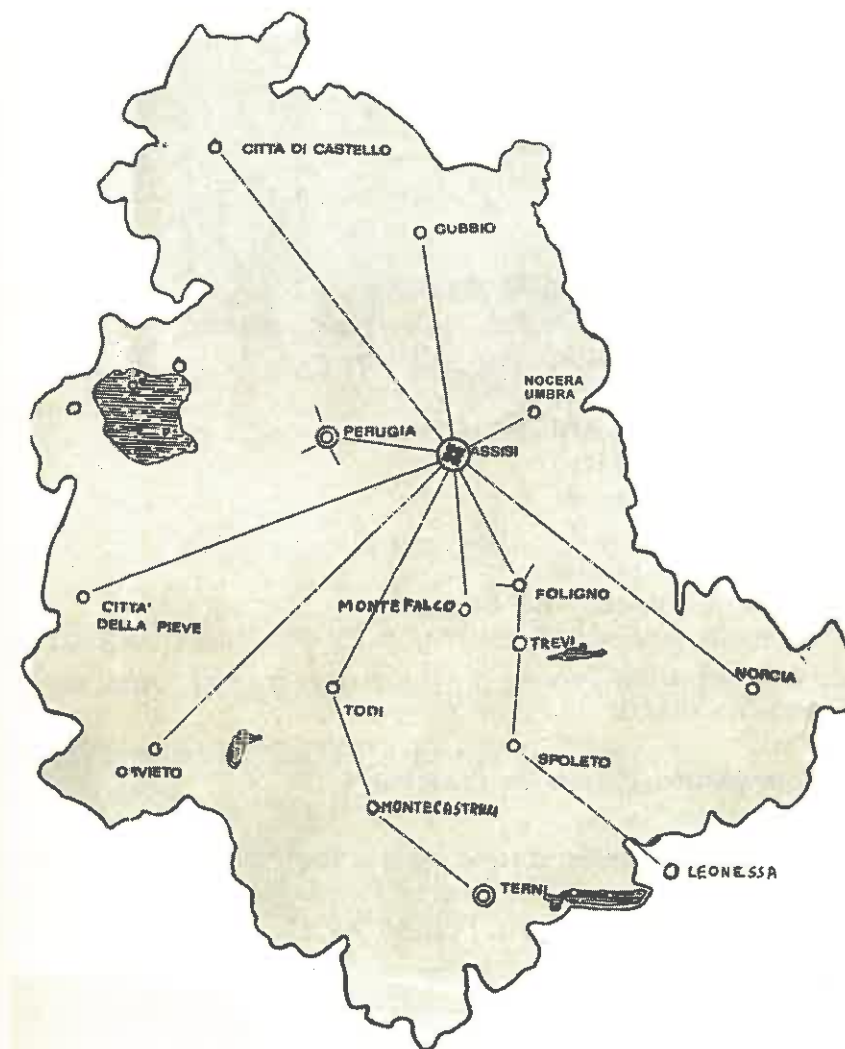 CITTA DI CASTELLO
GUBBIO
NOCERA
UMBRA
PERUGIA
ASSISI
CITTA'
DELLA PIEVE
MONTEFALCO
FOLIGNO
TREVI
NORCIA
TODI
ORVIETO
SPOLETO
MONTECASTRILLI
LEONESSA
TERNI